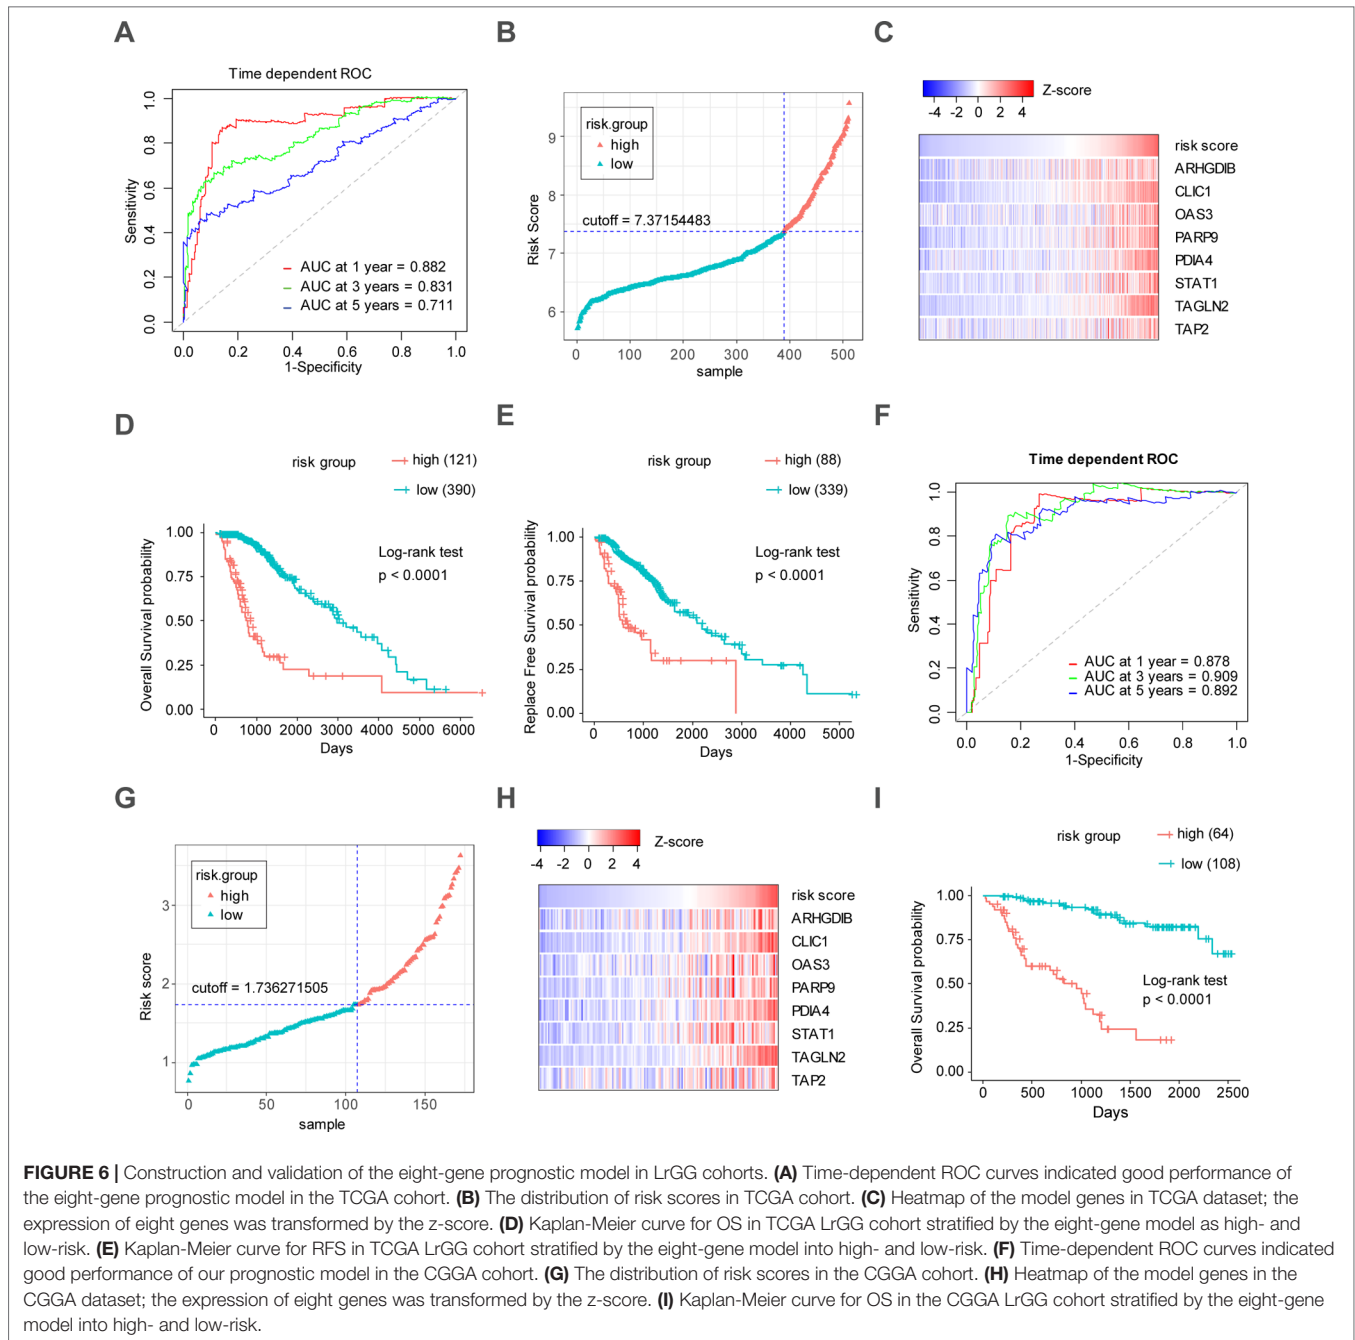 A
Time dependent ROC
Sensitivity
1.0
0.8
0.6
0.4
0.2
0.0
AUC at 1 year = 0.882
AUC at 3 years = 0.831
AUC at 5 years = 0.711
0.0 0.2 0.4 0.6 0.8 1.0
1-Specificity
B
Risk Score
9
8
7
6
risk.group
high
low
cutoff = 7.37154483
0 100 200 300 400 500
sample
C
Z-score
-4 -2 0 2 4
risk score
ARHGDIB
CLIC1
OAS3
PARP9
PDIA4
STAT1
TAGLN2
TAP2
D
risk group
high (121)
low (390)
Overall Survival probability
1.00
0.75
0.50
0.25
0.00
Log-rank test
p < 0.0001
0 1000 2000 3000 4000 5000 6000
Days
E
risk group
high (88)
low (339)
Replace Free Survival probability
1.00
0.75
0.50
0.25
0.00
Log-rank test
p < 0.0001
0 1000 2000 3000 4000 5000
Days
F
Time dependent ROC
Sensitivity
1.0
0.8
0.6
0.4
0.2
0.0
AUC at 1 year = 0.878
AUC at 3 years = 0.909
AUC at 5 years = 0.892
0.0 0.2 0.4 0.6 0.8 1.0
1-Specificity
G
Risk score
3
2
1
risk.group
high
low
cutoff = 1.736271505
0 50 100 150
sample
H
Z-score
-4 -2 0 2 4
risk score
ARHGDIB
CLIC1
OAS3
PARP9
PDIA4
STAT1
TAGLN2
TAP2
I
risk group
high (64)
low (108)
Overall Survival probability
1.00
0.75
0.50
0.25
0.00
Log-rank test
p < 0.0001
0 500 1000 1500 2000 2500
Days
FIGURE 6 | Construction and validation of the eight-gene prognostic model in LrGG cohorts. (A) Time-dependent ROC curves indicated good performance of
the eight-gene prognostic model in the TCGA cohort. (B) The distribution of risk scores in TCGA cohort. (C) Heatmap of the model genes in TCGA dataset; the
expression of eight genes was transformed by the z-score. (D) Kaplan-Meier curve for OS in TCGA LrGG cohort stratified by the eight-gene model as high- and
low-risk. (E) Kaplan-Meier curve for RFS in TCGA LrGG cohort stratified by the eight-gene model into high- and low-risk. (F) Time-dependent ROC curves indicated
good performance of our prognostic model in the CGGA cohort. (G) The distribution of risk scores in the CGGA cohort. (H) Heatmap of the model genes in the
CGGA dataset; the expression of eight genes was transformed by the z-score. (I) Kaplan-Meier curve for OS in the CGGA LrGG cohort stratified by the eight-gene
model into high- and low-risk.